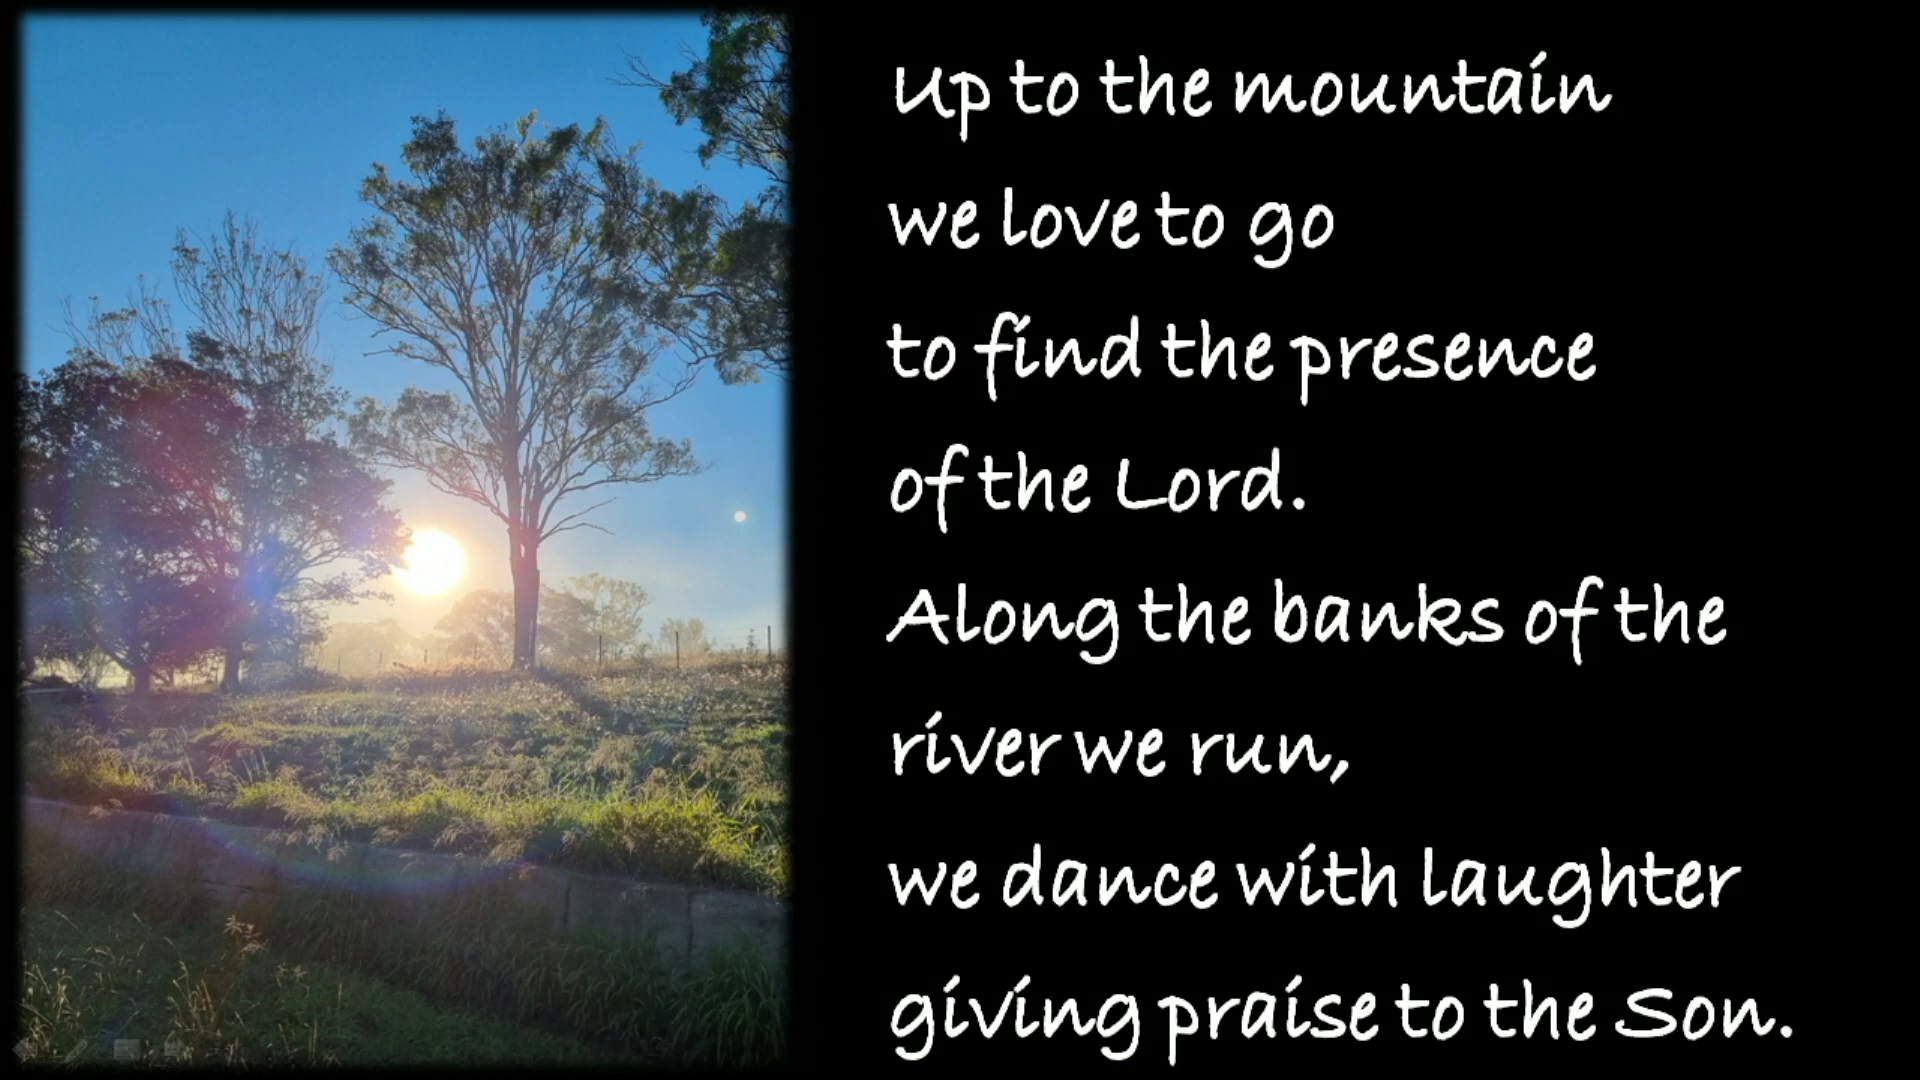 Up to the mountain
we love to go
to find the presence
of the Lord.
Along the banks of the
river we run,
we dance with laughter
giving praise to the Son.